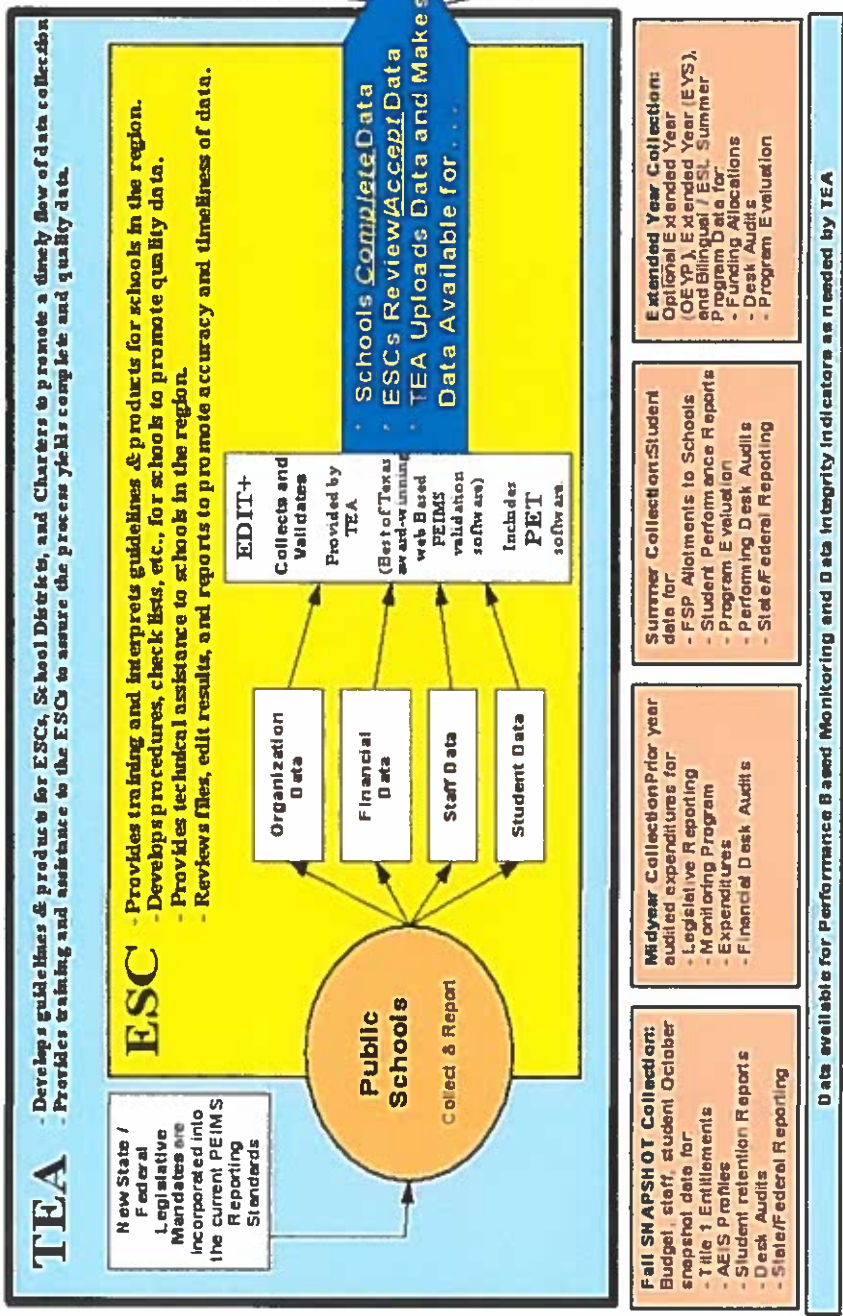 TEA
- Develops guidelines & products for ESCs, School Districts, and Charters to promote a timely flow of data collection
- Provides training and assistance to the ESCs to assure the process yields complete and quality data.
New State /
Federal
Legislative
Mandates are
incorporated into
the current PEIMS
Reporting
Standards
ESC
- Provides training and interprets guidelines & products for schools in the region.
- Develops procedures, check lists, etc., for schools to promote quality data.
- Provides technical assistance to schools in the region.
- Reviews files, edit results, and reports to promote accuracy and timeliness of data.
Public
Schools
Collect & Report
Organization
Data
Financial
Data
Staff Data
Student Data
EDIT+
Collects and
Validates
Provided by
TEA
(Best of Texas
award-winning
web Based
PEIMS
validation
software)
Includes
PET
software.
· Schools Complete Data
· ESCs Review/Accept Data
· TEA Uploads Data and Makes
Data Available for . . .
Fall SNAPSHOT Collection:
Budget, staff, student October
snapshot data for
- Title 1 Entitlements
- AEIS Profiles
- Student retention Reports
- Desk Audits
- State/Federal Reporting
Midyear Collection Prior year
audited expenditures for
- Legislative Reporting
- Monitoring Program
- Expenditures
- Financial Desk Audits
Summer Collection: Student
data for
- FSP Allotments to Schools
- Student Performance Reports
- Program Evaluation
- Performing Desk Audits
- State/Federal Reporting
Extended Year Collection:
Optional Extended Year
(OEYP), Extended Year (EYS),
and Bilingual / ESL Summer
Program Data for
- Funding Allocations
- Desk Audits
- Program Evaluation
Data available for Performance Based Monitoring and Data Integrity Indicators as needed by TEA